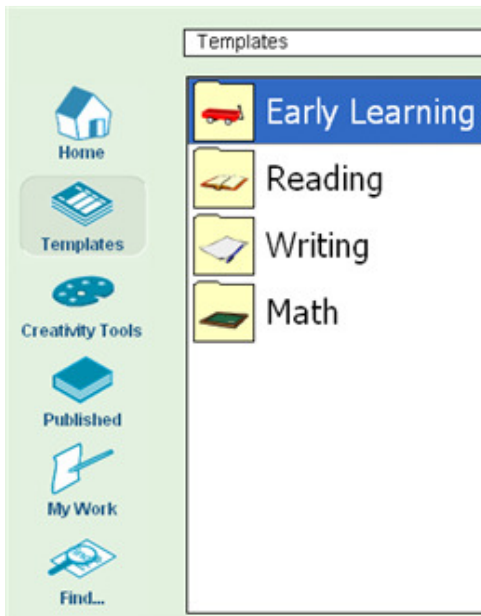 Templates
Home
Templates
Creativity Tools
Published
My Work
Find...
Early Learning
Reading
Writing
Math